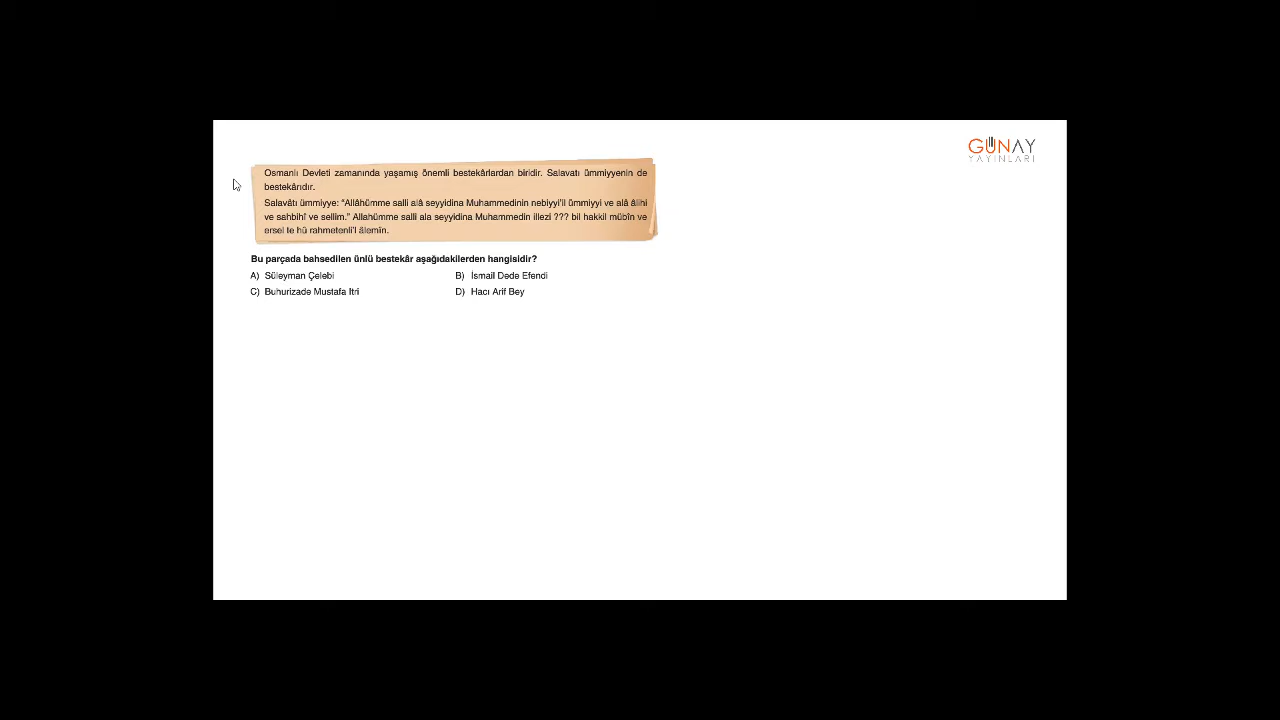 GÜNAY
YAYINLARI
Osmanlı Devleti zamanında yaşamış önemli bestekârlardan biridir. Salavatı ümmiyyenin de
bestekârıdır.
Salavâtı ümmiyye: “Allâhümme salli alâ seyyidina Muhammedinin nebiyyi’il ümmiyyi ve alâ âlihi
ve sahbihî ve sellim.” Allahümme salli ala seyyidina Muhammedin illezi ??? bil hakkil mübîn ve
ersel te hü rahmetenli’l âlemîn.
Bu parçada bahsedilen ünlü bestekâr aşağıdakilerden hangisidir?
A) Süleyman Çelebi
B) İsmail Dede Efendi
C) Buhurizade Mustafa Itri
D) Hacı Arif Bey